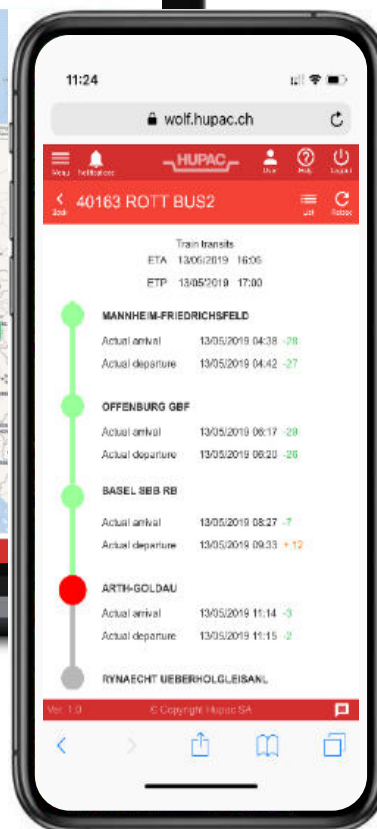 11:24
wolf.hupac.ch
Menu Notifications HUPAC User Help Logout
Back 40163 ROTT BUS2 List Reload
Train transits
ETA 13/05/2019 16:05
ETP 13/05/2019 17:00
MANNHEIM-FRIEDRICHSFELD
Actual arrival 13/05/2019 04:38 -28
Actual departure 13/05/2019 04:42 -27
OFFENBURG GBF
Actual arrival 13/05/2019 06:17 -29
Actual departure 13/05/2019 06:20 -26
BASEL SBB RB
Actual arrival 13/05/2019 08:27 -7
Actual departure 13/05/2019 09:33 +12
ARTH-GOLDAU
Actual arrival 13/05/2019 11:14 -3
Actual departure 13/05/2019 11:15 -2
RYNAECHT UEBERHOLGLEISANL
Ver. 1.0 © Copyright Hupac SA